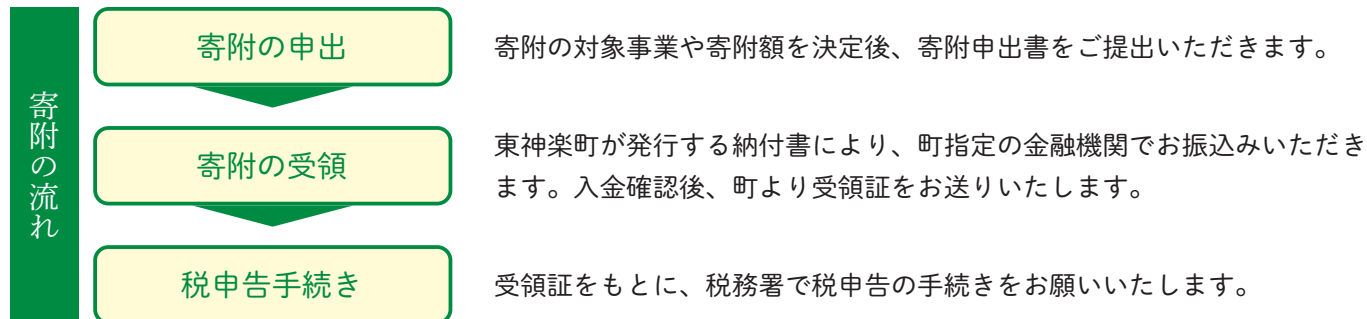 寄附の流れ
寄附の申出
寄附の対象事業や寄附額を決定後、寄附申出書をご提出いただきます。
寄附の受領
東神楽町が発行する納付書により、町指定の金融機関でお振込みいただき
ます。入金確認後、町より受領証をお送りいたします。
税申告手続き
受領証をもとに、税務署で税申告の手続きをお願いいたします。